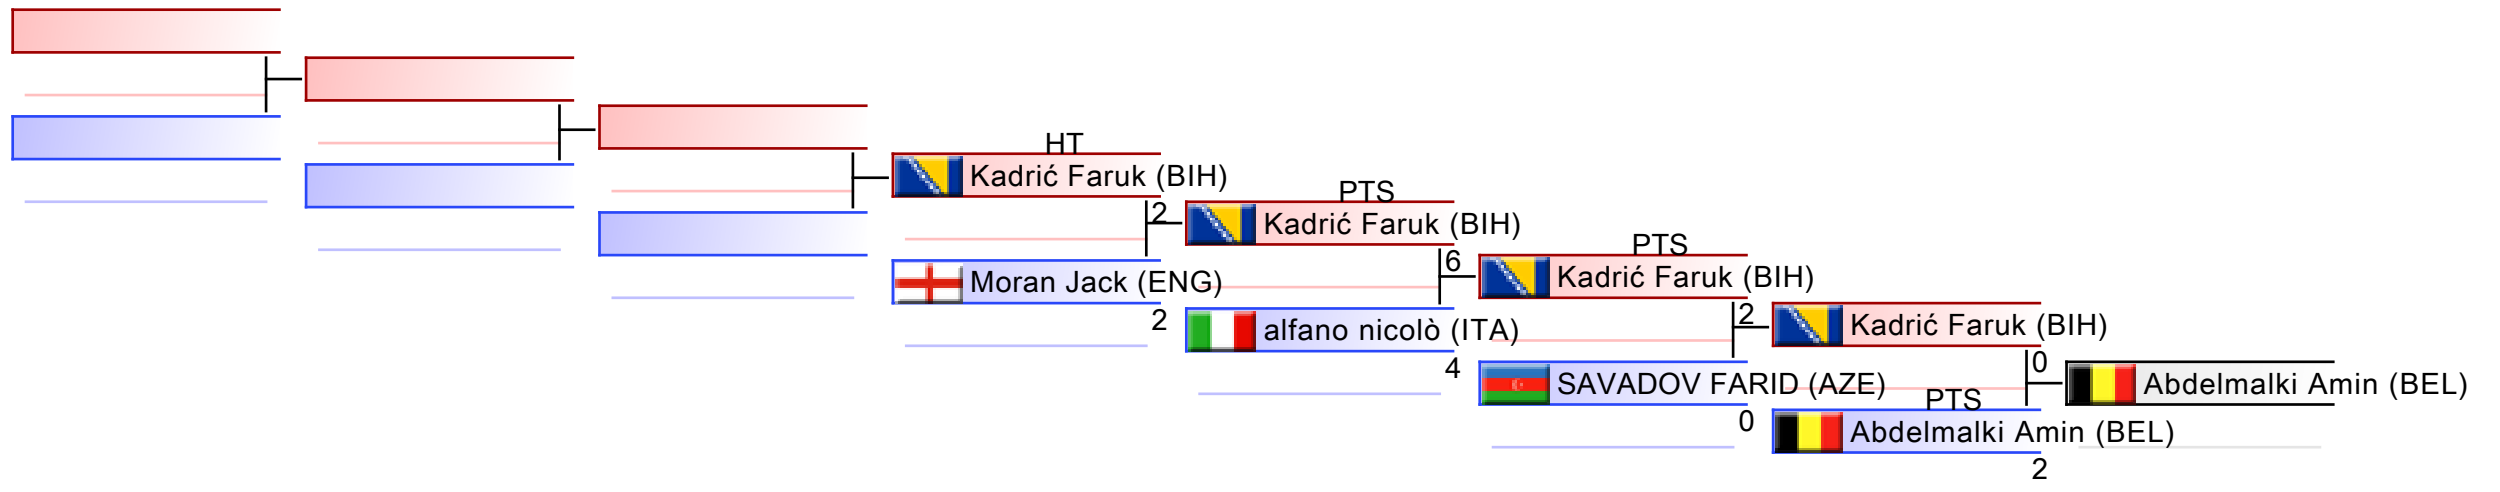 HT
Kadrić Faruk (BIH)
2
Moran Jack (ENG)
2
PTS
Kadrić Faruk (BIH)
6
alfano nicolò (ITA)
4
PTS
Kadrić Faruk (BIH)
2
SAVADOV FARID (AZE)
0
Kadrić Faruk (BIH)
0
PTS
Abdelmalki Amin (BEL)
2
Abdelmalki Amin (BEL)